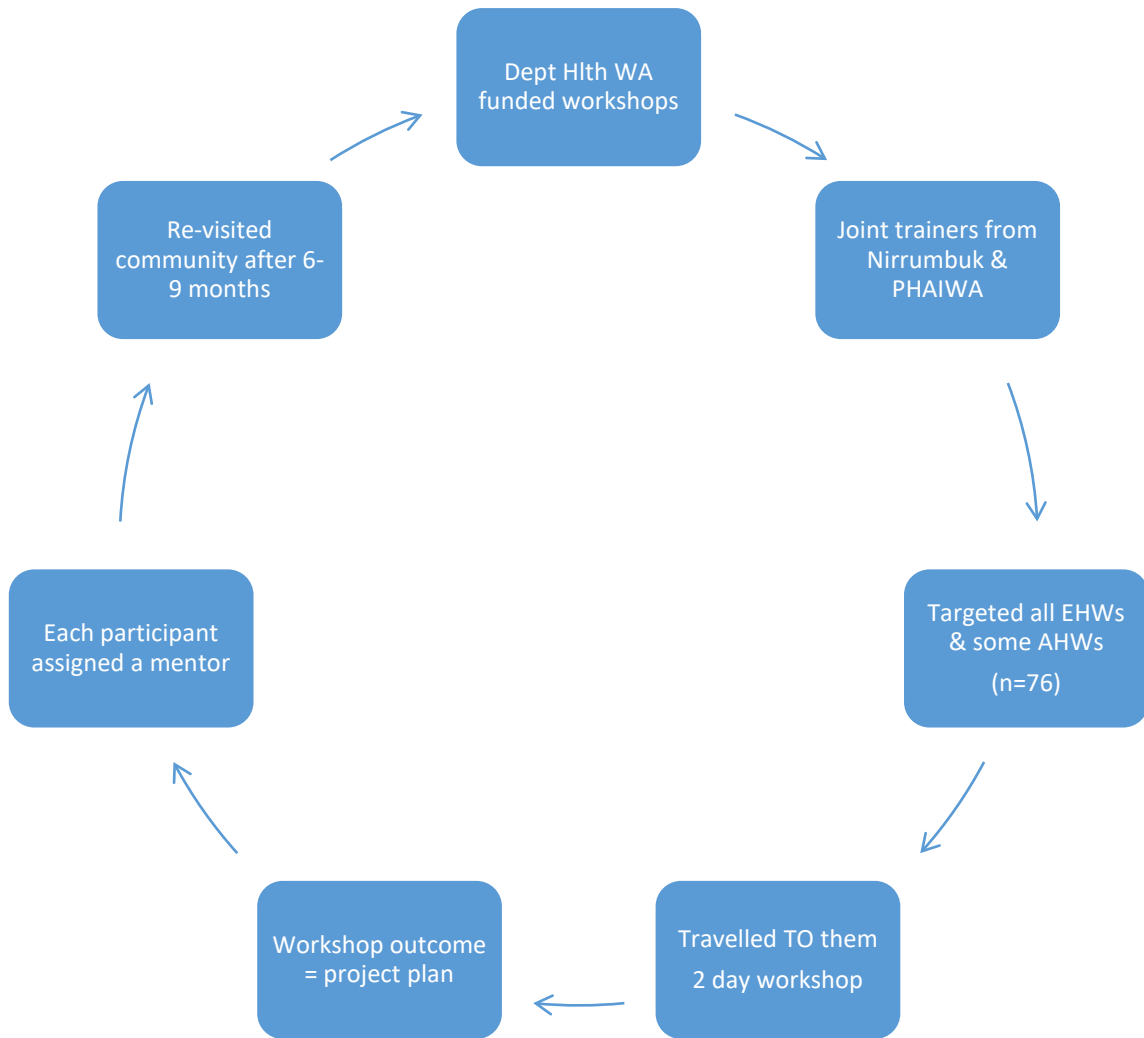 Dept Hlth WA
funded workshops
Joint trainers from
Nirrumbuk &
PHAIWA
Targeted all EHWs
& some AHWs
(n=76)
Travelled TO them
2 day workshop
Workshop outcome
= project plan
Each participant
assigned a mentor
Re-visited
community after 6-
9 months